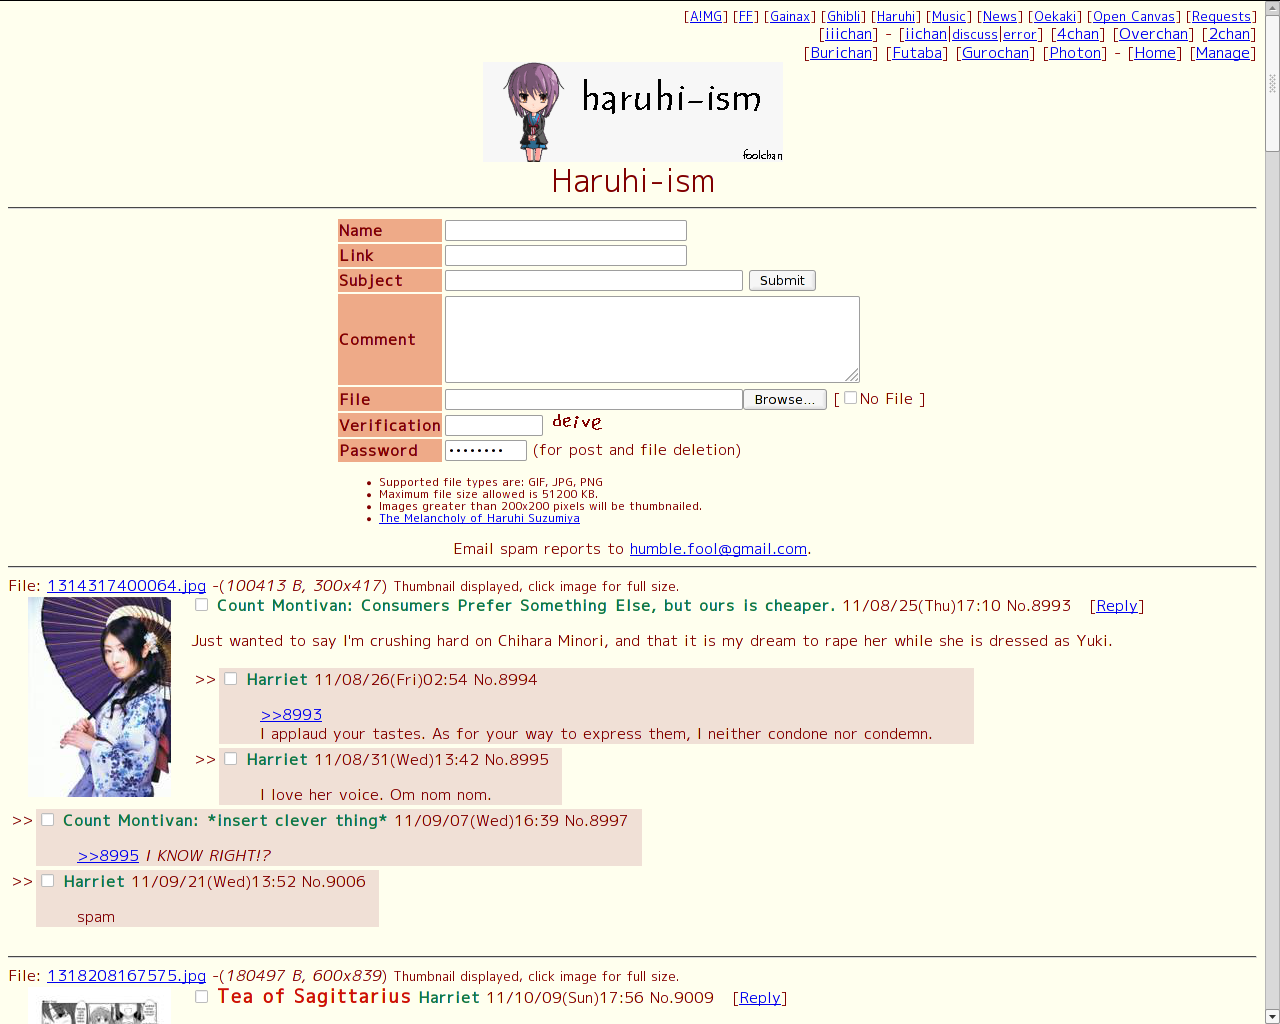 [A!MG] [FF] [Gainax] [Ghibli] [Haruhi] [Music] [News] [Oekaki] [Open Canvas] [Requests]
[iiichan] - [iichan|discuss|error] [4chan] [Overchan] [2chan]
[Burichan] [Futaba] [Gurochan] [Photon] - [Home] [Manage]
haruhi-ism
foolchan
Haruhi-ism
Name
Link
Subject Submit
Comment
File Browse... [ No File ]
Verification deive
Password •••••••• (for post and file deletion)
• Supported file types are: GIF, JPG, PNG
• Maximum file size allowed is 51200 KB.
• Images greater than 200x200 pixels will be thumbnailed.
• The Melancholy of Haruhi Suzumiya
Email spam reports to humble.fool@gmail.com.
File: 1314317400064.jpg -(100413 B, 300x417) Thumbnail displayed, click image for full size.
Count Montivan: Consumers Prefer Something Else, but ours is cheaper. 11/08/25(Thu)17:10 No.8993 [Reply]
Just wanted to say I'm crushing hard on Chihara Minori, and that it is my dream to rape her while she is dressed as Yuki.
>> Harriet 11/08/26(Fri)02:54 No.8994
>>8993
I applaud your tastes. As for your way to express them, I neither condone nor condemn.
>> Harriet 11/08/31(Wed)13:42 No.8995
I love her voice. Om nom nom.
>> Count Montivan: *insert clever thing* 11/09/07(Wed)16:39 No.8997
>>8995 I KNOW RIGHT!?
>> Harriet 11/09/21(Wed)13:52 No.9006
spam
File: 1318208167575.jpg -(180497 B, 600x839) Thumbnail displayed, click image for full size.
Tea of Sagittarius Harriet 11/10/09(Sun)17:56 No.9009 [Reply]